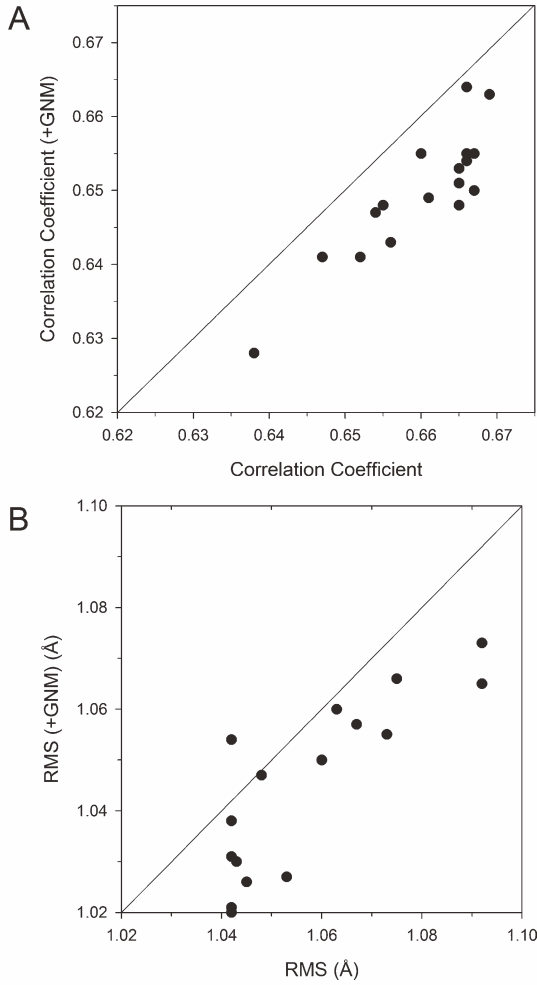 A
Correlation Coefficient (+GNM)
0.67
0.66
0.65
0.64
0.63
0.62
0.62 0.63 0.64 0.65 0.66 0.67
Correlation Coefficient
B
RMS (+GNM) (Å)
1.10
1.08
1.06
1.04
1.02
1.02 1.04 1.06 1.08 1.10
RMS (Å)